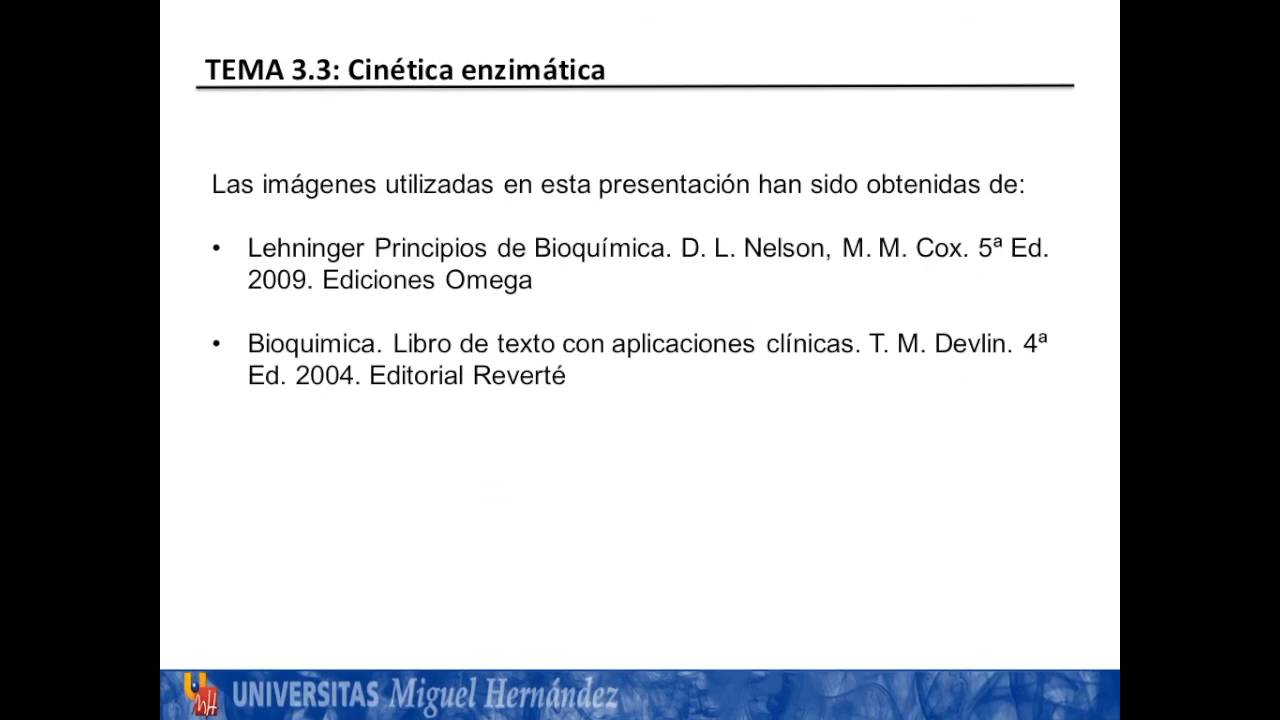 TEMA 3.3: Cinética enzimática
Las imágenes utilizadas en esta presentación han sido obtenidas de:
• Lehninger Principios de Bioquímica. D. L. Nelson, M. M. Cox. 5ª Ed.
2009. Ediciones Omega
• Bioquimica. Libro de texto con aplicaciones clínicas. T. M. Devlin. 4ª
Ed. 2004. Editorial Reverté
UNIVERSITAS Miguel Hernández